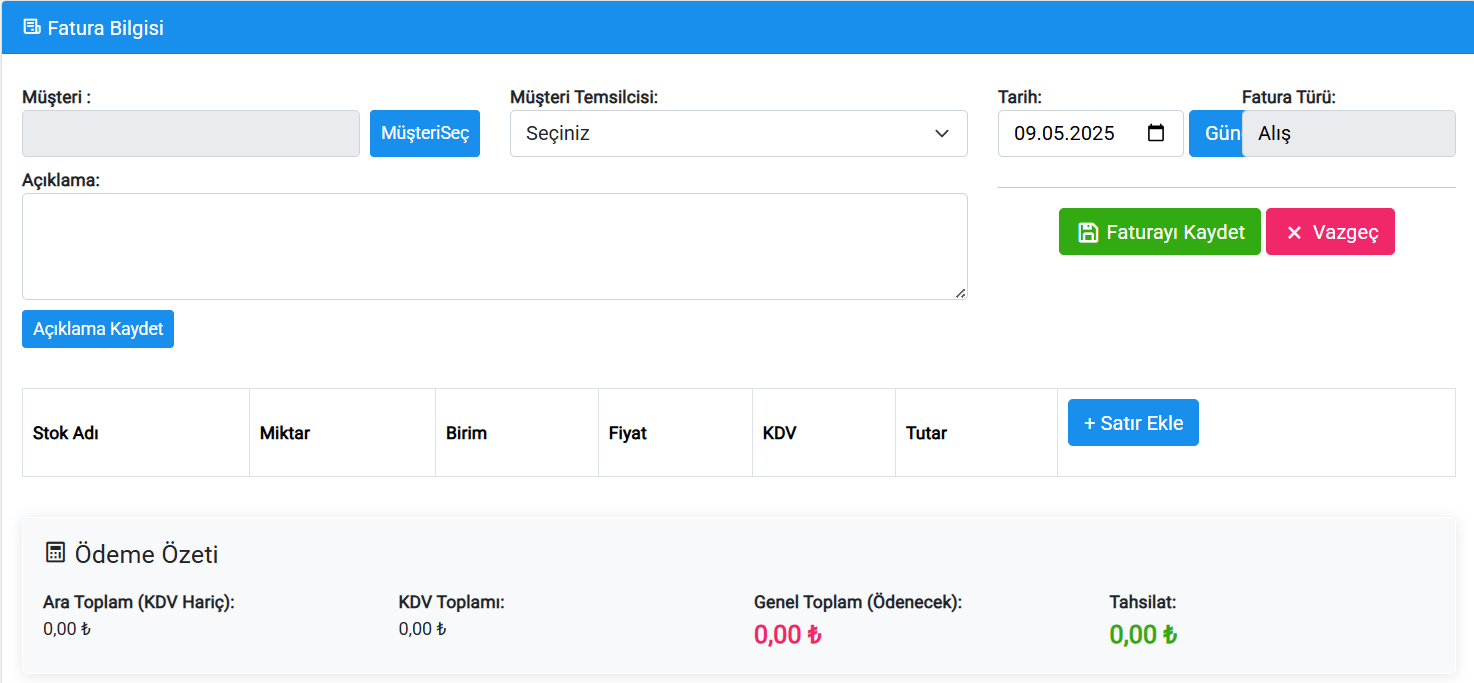 Fatura Bilgisi
Müşteri :
Müşteri Temsilcisi:
Tarih:
Fatura Türü:
MüşteriSeç
Seçiniz
09.05.2025
Alış
Açıklama:
Faturayı Kaydet
Vazgeç
Açıklama Kaydet
Stok Adı
Miktar
Birim
Fiyat
KDV
Tutar
+ Satır Ekle
Ödeme Özeti
Ara Toplam (KDV Hariç):
KDV Toplamı:
Genel Toplam (Ödenecek):
Tahsilat:
0,00 ₺
0,00 ₺
0,00 ₺
0,00 ₺